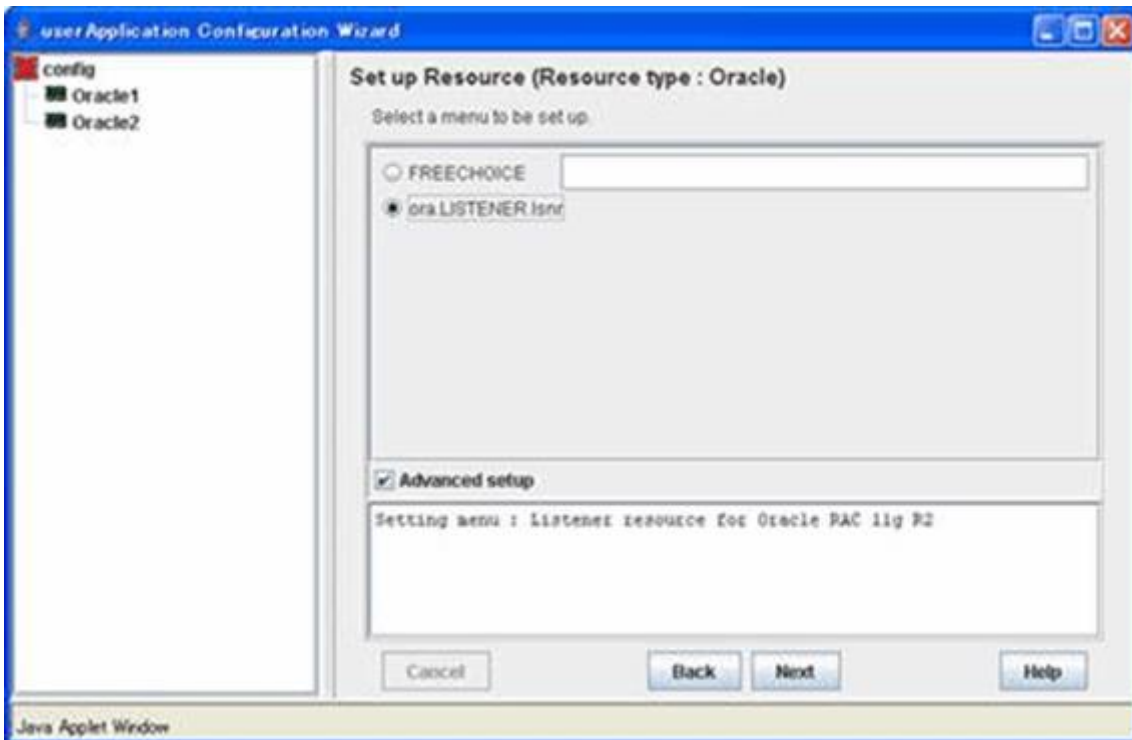 userApplication Configuration Wizard
config
Oracle1
Oracle2
Set up Resource (Resource type : Oracle)
Select a menu to be set up.
FREECHOICE
ora.LISTENER.lsnr
Advanced setup
Setting menu : Listener resource for Oracle RAC 11g R2
Cancel
Back
Next
Help
Java Applet Window